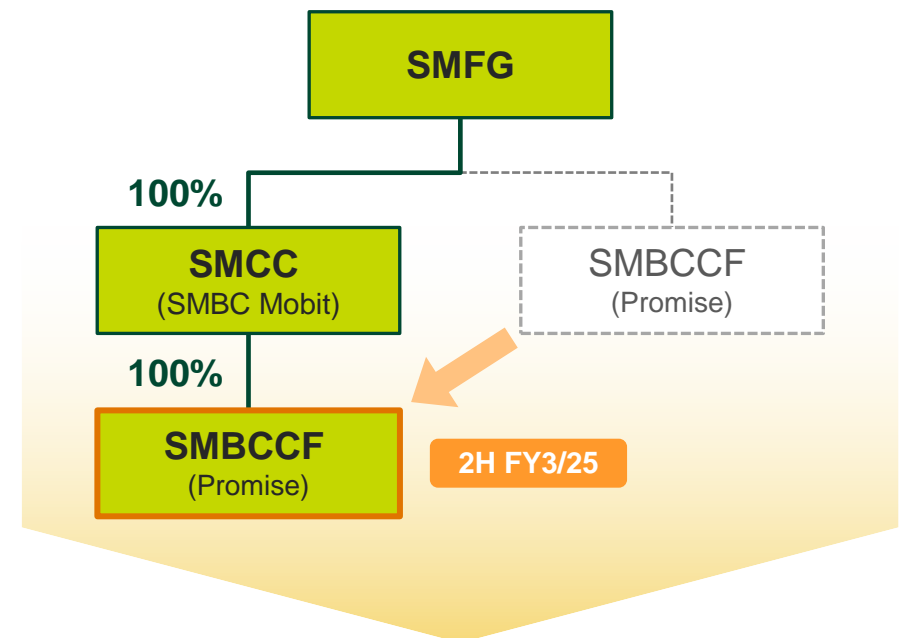 SMFG
100%
SMCC
(SMBC Mobit)
SMBCCF
(Promise)
100%
SMBCCF
(Promise)
2H FY3/25